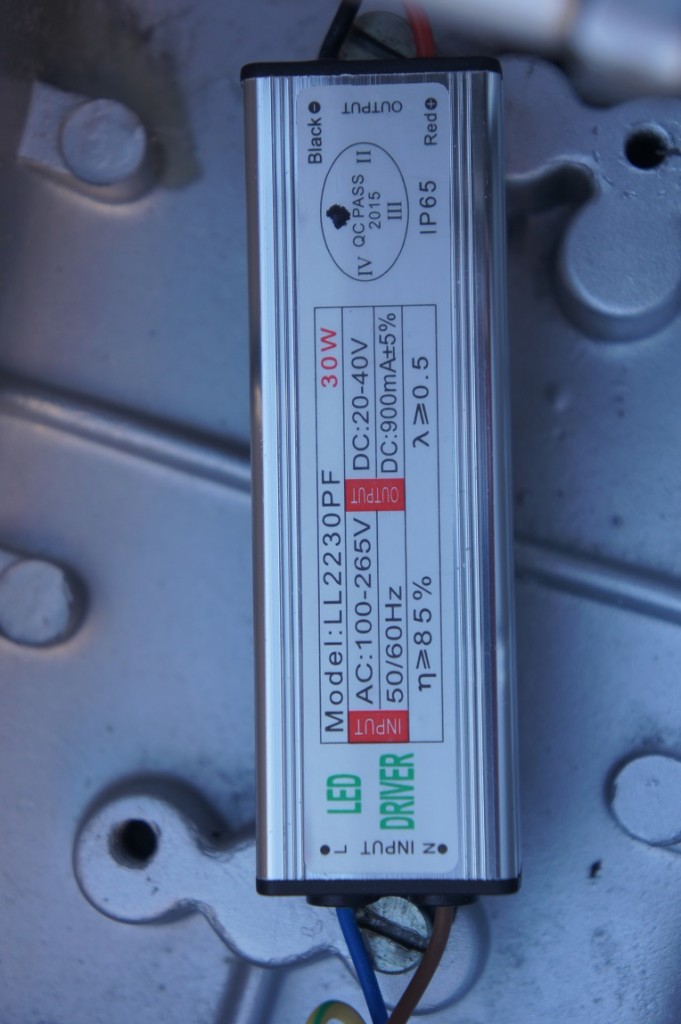 L INPUT N
LED
DRIVER
Model:LL2230PF 30W
INPUT
AC:100-265V
50/60Hz
OUTPUT
DC:20-40V
DC:900mA±5%
η≥85% λ≥0.5
QC PASS
2015
II
III
IV
IP65
Black ⊖
OUTPUT
Red ⊕